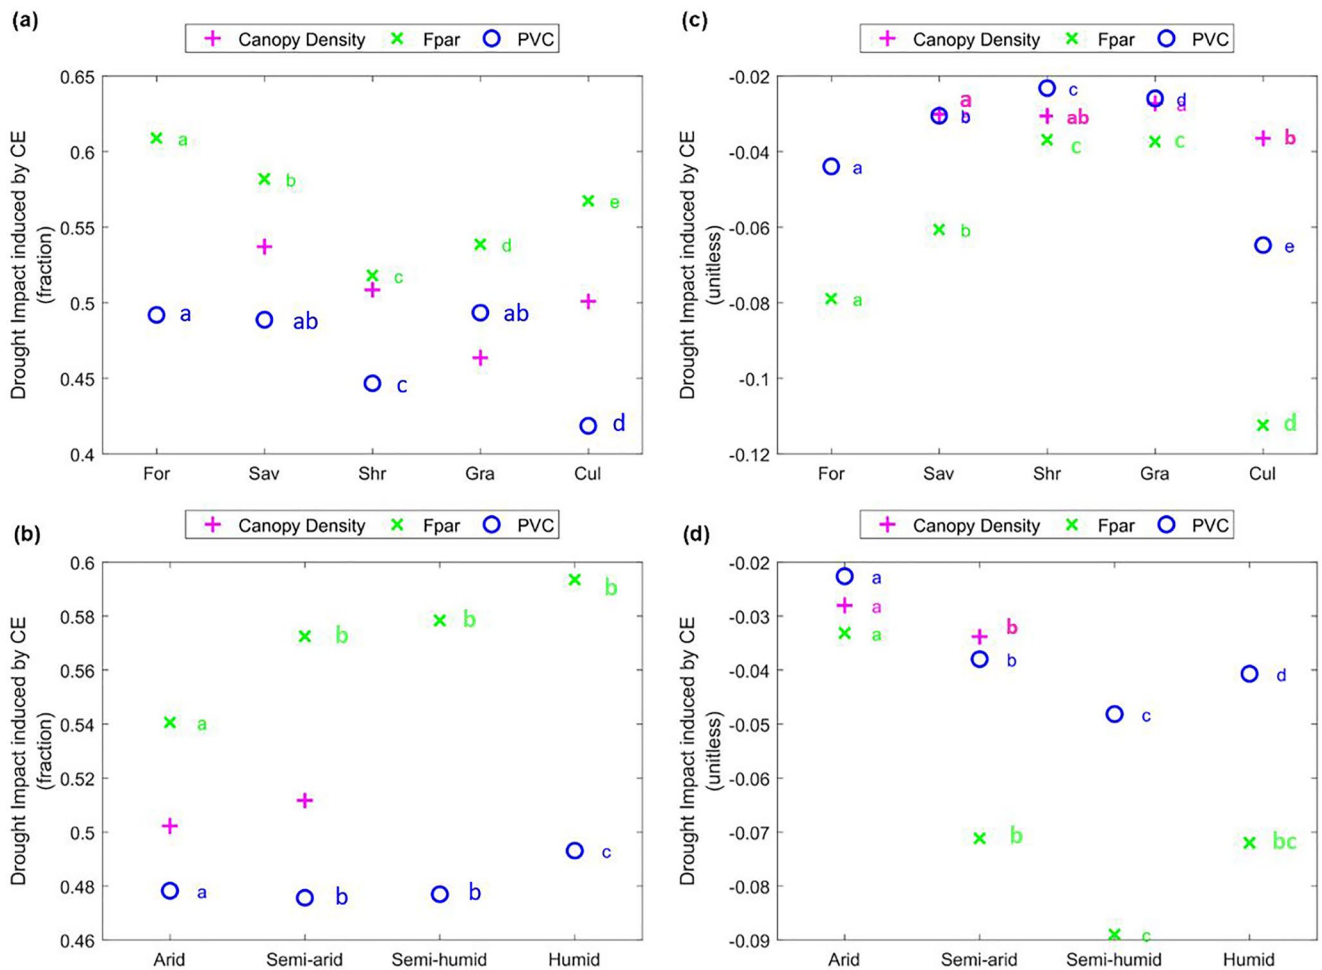 (a)
Canopy Density Fpar PVC
Drought Impact induced by CE
(fraction)
0.65
0.6
0.55
0.5
0.45
0.4
a
b
c
d
e
a
ab
c
ab
d
For Sav Shr Gra Cul
(c)
Canopy Density Fpar PVC
Drought Impact induced by CE
(unitless)
-0.02
-0.04
-0.06
-0.08
-0.1
-0.12
a
b
c
d
a
ab
a
b
a
b
c
c
e
a
b
d
For Sav Shr Gra Cul
(b)
Canopy Density Fpar PVC
Drought Impact induced by CE
(fraction)
0.6
0.58
0.56
0.54
0.52
0.5
0.48
0.46
a
b
b
b
a
b
b
c
Arid Semi-arid Semi-humid Humid
(d)
Canopy Density Fpar PVC
Drought Impact induced by CE
(unitless)
-0.02
-0.03
-0.04
-0.05
-0.06
-0.07
-0.08
-0.09
a
a
a
b
b
c
d
b
bc
c
Arid Semi-arid Semi-humid Humid